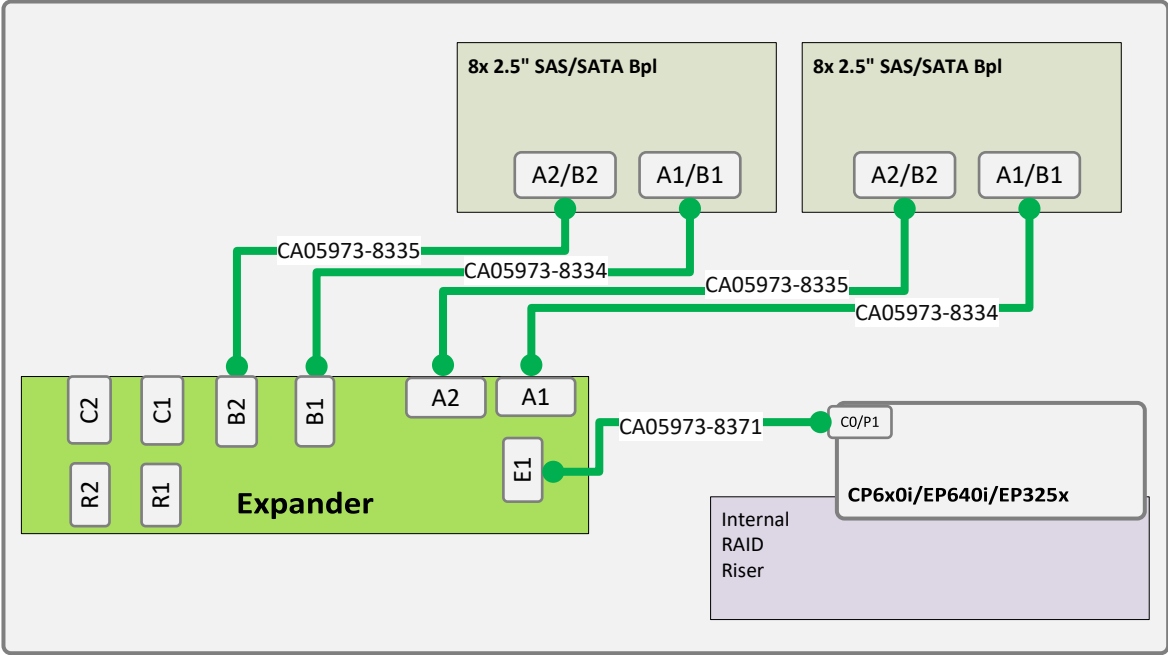 8x 2.5" SAS/SATA Bpl
8x 2.5" SAS/SATA Bpl
A2/B2
A1/B1
A2/B2
A1/B1
CA05973-8335
CA05973-8334
CA05973-8335
CA05973-8334
C2
C1
B2
B1
A2
A1
CA05973-8371
C0/P1
E1
R2
R1
Expander
CP6x0i/EP640i/EP325x
Internal
RAID
Riser